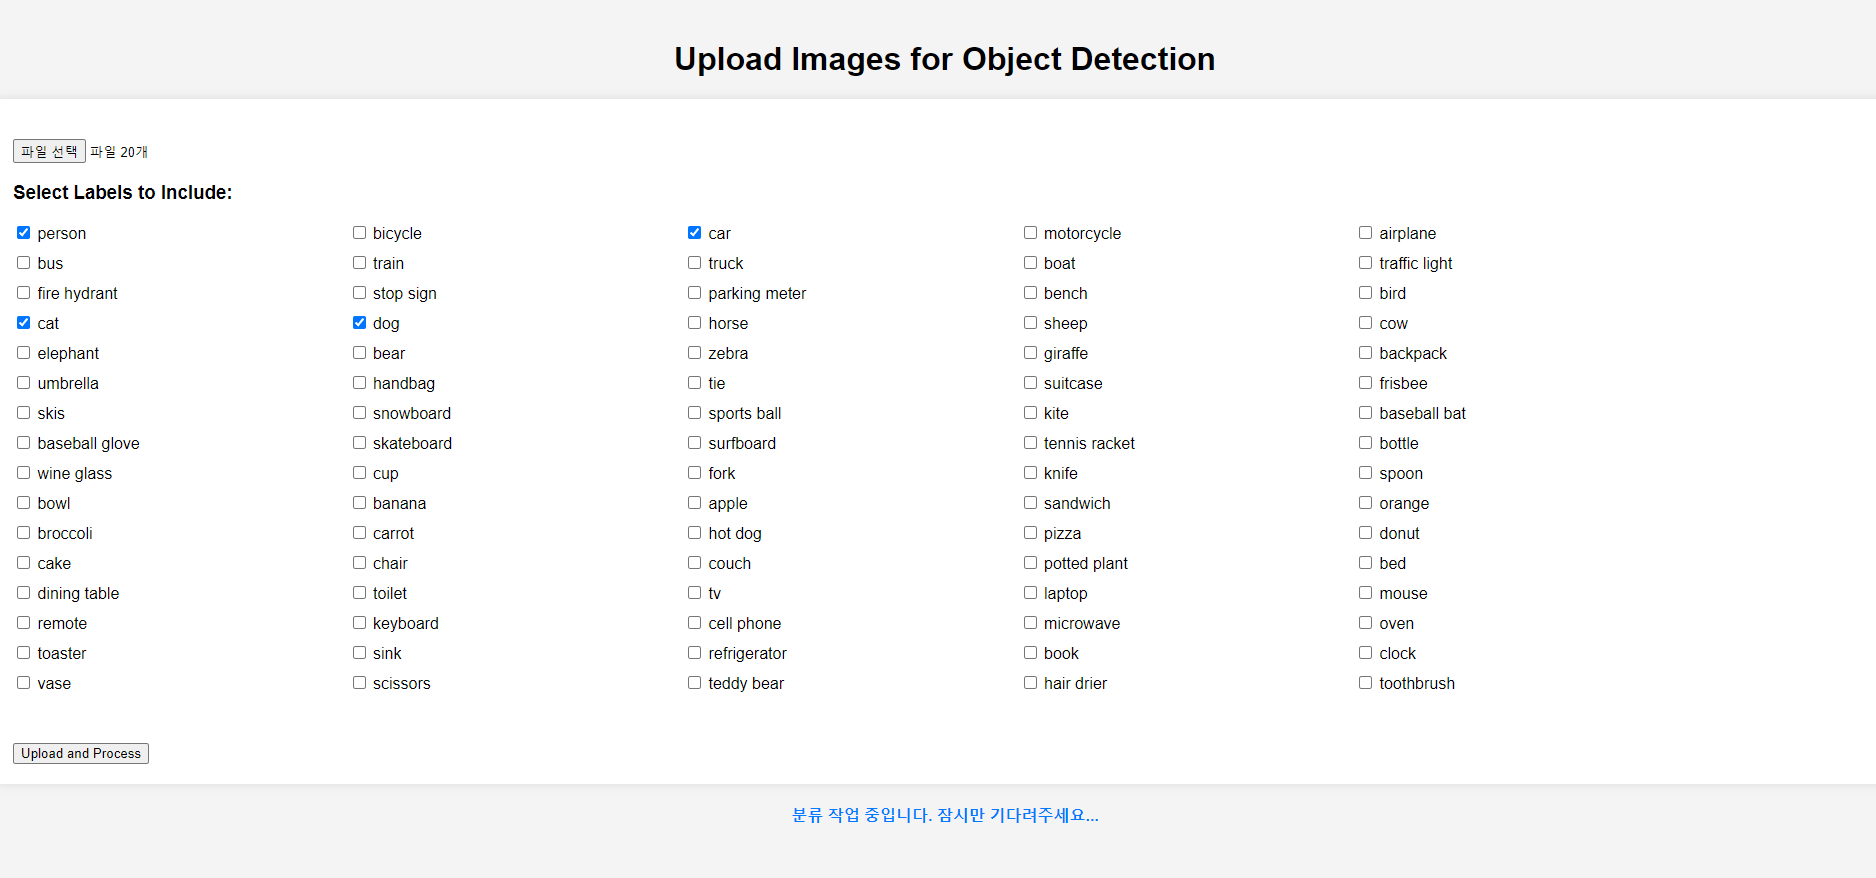 Upload Images for Object Detection
파일 선택 파일 20개
Select Labels to Include:
person bicycle car motorcycle airplane
bus train truck boat traffic light
fire hydrant stop sign parking meter bench bird
cat dog horse sheep cow
elephant bear zebra giraffe backpack
umbrella handbag tie suitcase frisbee
skis snowboard sports ball kite baseball bat
baseball glove skateboard surfboard tennis racket bottle
wine glass cup fork knife spoon
bowl banana apple sandwich orange
broccoli carrot hot dog pizza donut
cake chair couch potted plant bed
dining table toilet tv laptop mouse
remote keyboard cell phone microwave oven
toaster sink refrigerator book clock
vase scissors teddy bear hair drier toothbrush
Upload and Process
분류 작업 중입니다. 잠시만 기다려주세요...